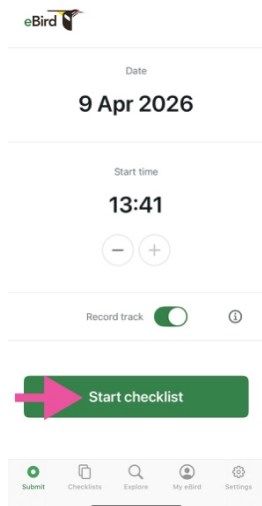 eBird
Date
9 Apr 2026
Start time
13:41
Record track
Start checklist
Submit Checklists Explore My eBird Settings